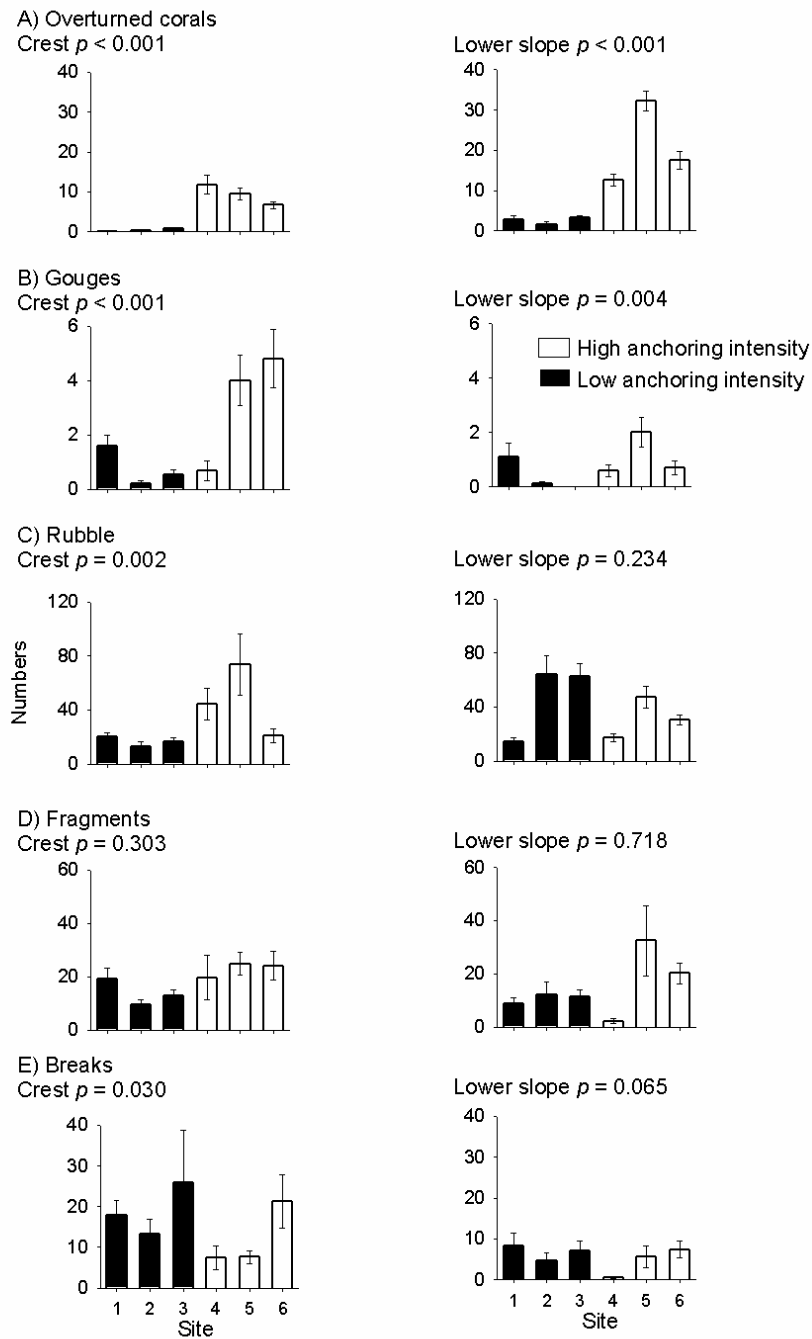 A) Overturned corals
Crest p < 0.001
40
30
20
10
0
Lower slope p < 0.001
40
30
20
10
0
B) Gouges
Crest p < 0.001
6
4
2
0
Lower slope p = 0.004
6
4
2
0
High anchoring intensity
Low anchoring intensity
C) Rubble
Crest p = 0.002
120
80
40
0
Numbers
Lower slope p = 0.234
120
80
40
0
D) Fragments
Crest p = 0.303
60
40
20
0
Lower slope p = 0.718
60
40
20
0
E) Breaks
Crest p = 0.030
40
30
20
10
0
1 2 3 4 5 6
Site
Lower slope p = 0.065
40
30
20
10
0
1 2 3 4 5 6
Site